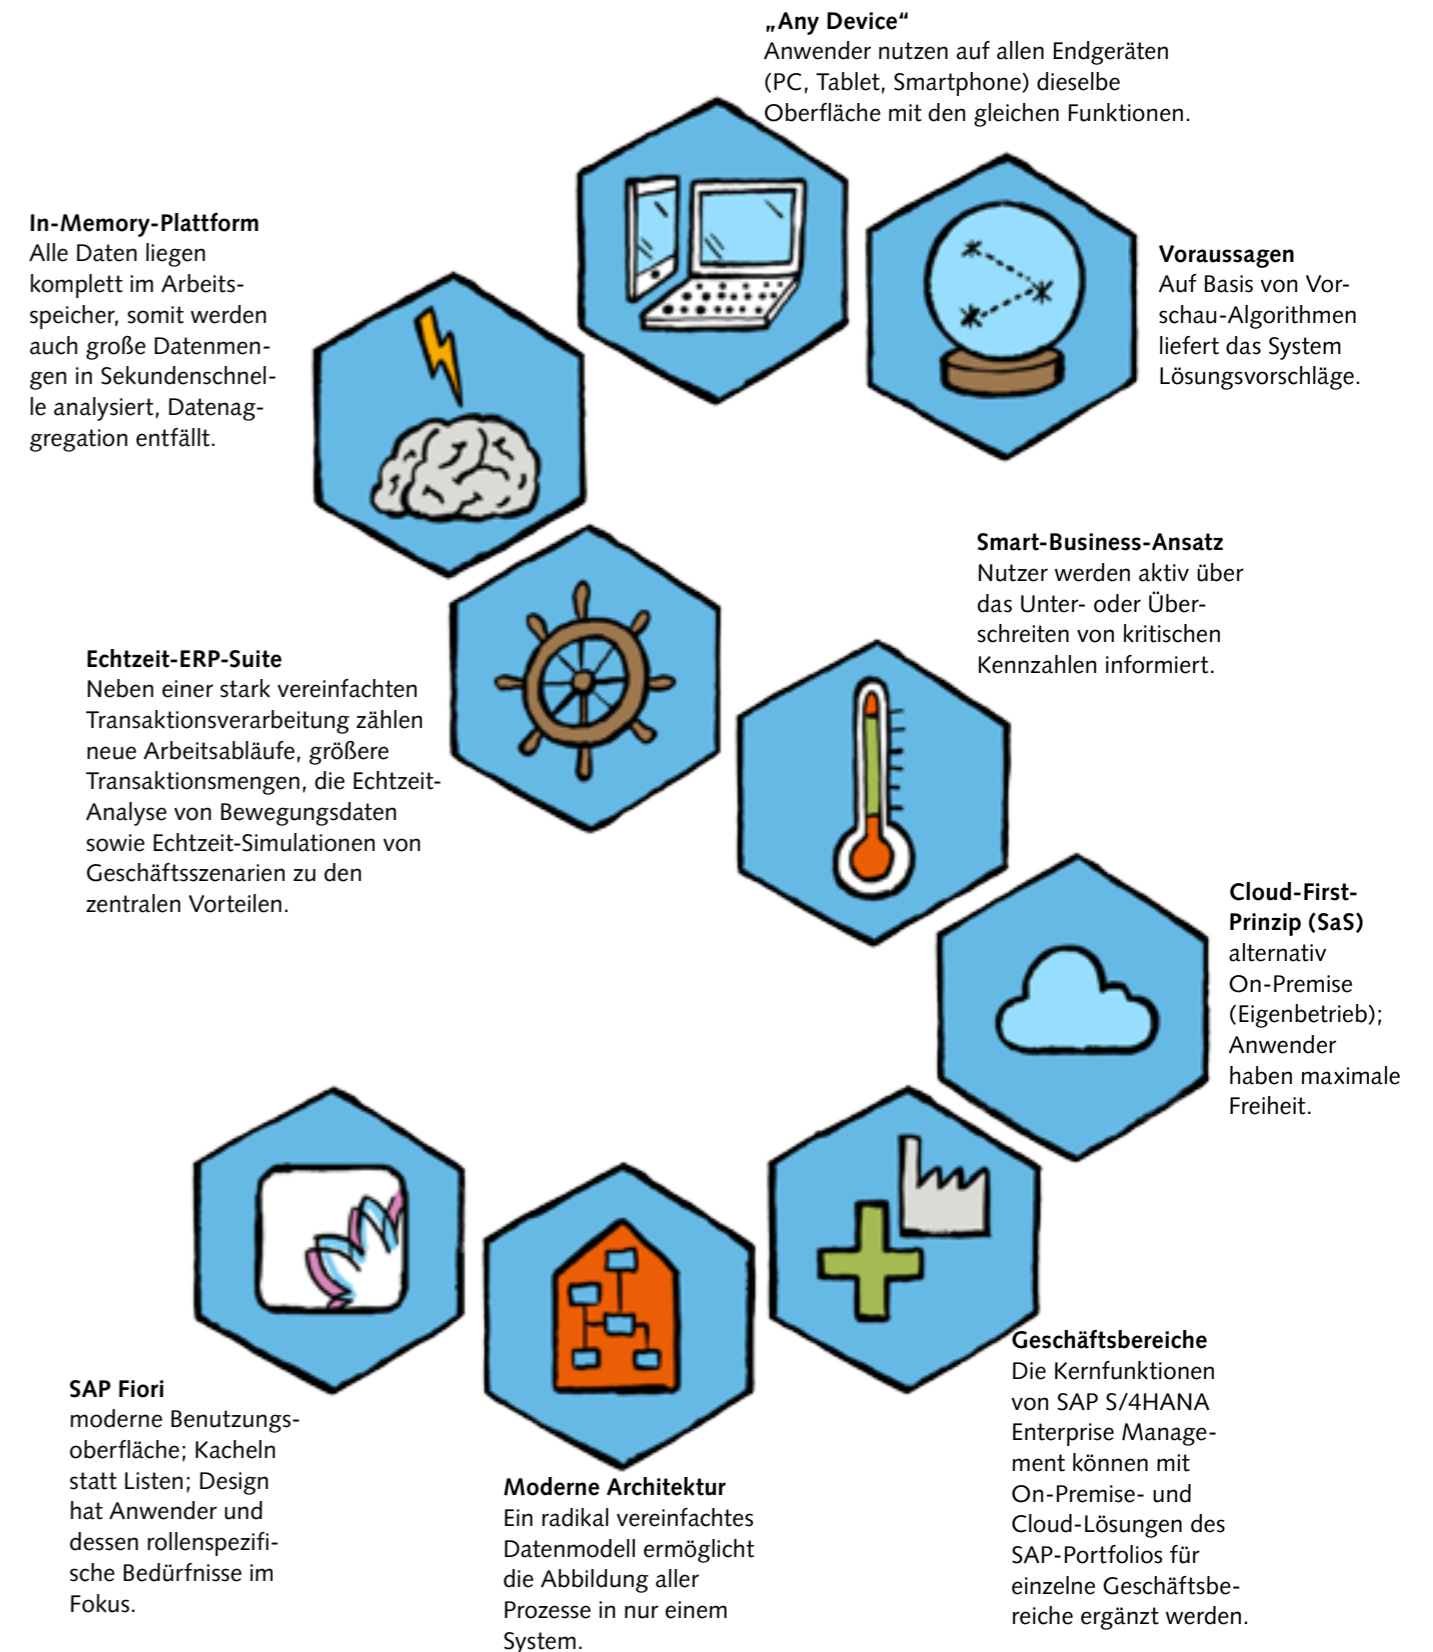 „Any Device“
Anwender nutzen auf allen Endgeräten
(PC, Tablet, Smartphone) dieselbe
Oberfläche mit den gleichen Funktionen.
In-Memory-Plattform
Alle Daten liegen
komplett im Arbeits-
speicher, somit werden
auch große Datenmen-
gen in Sekundenschnel-
le analysiert, Datenag-
gregation entfällt.
Voraussagen
Auf Basis von Vor-
schau-Algorithmen
liefert das System
Lösungsvorschläge.
Smart-Business-Ansatz
Nutzer werden aktiv über
das Unter- oder Über-
schreiten von kritischen
Kennzahlen informiert.
Echtzeit-ERP-Suite
Neben einer stark vereinfachten
Transaktionsverarbeitung zählen
neue Arbeitsabläufe, größere
Transaktionsmengen, die Echtzeit-
Analyse von Bewegungsdaten
sowie Echtzeit-Simulationen von
Geschäftsszenarien zu den
zentralen Vorteilen.
Cloud-First-
Prinzip (SaS)
alternativ
On-Premise
(Eigenbetrieb);
Anwender
haben maximale
Freiheit.
Geschäftsbereiche
Die Kernfunktionen
von SAP S/4HANA
Enterprise Manage-
ment können mit
On-Premise- und
Cloud-Lösungen des
SAP-Portfolios für
einzelne Geschäftsbe-
reiche ergänzt werden.
SAP Fiori
moderne Benutzungs-
oberfläche; Kacheln
statt Listen; Design
hat Anwender und
dessen rollenspezifi-
sche Bedürfnisse im
Fokus.
Moderne Architektur
Ein radikal vereinfachtes
Datenmodell ermöglicht
die Abbildung aller
Prozesse in nur einem
System.